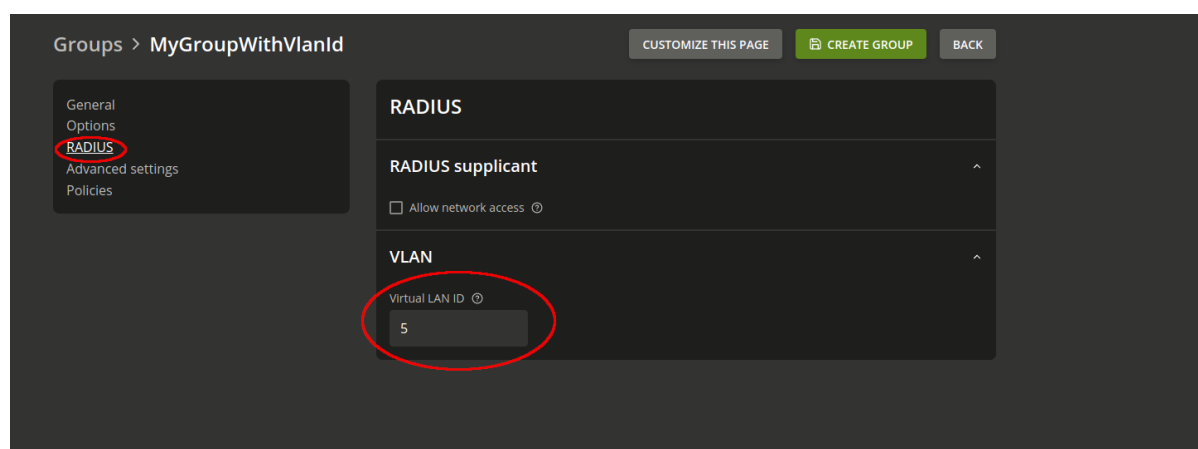 Groups > MyGroupWithVlanId
CUSTOMIZE THIS PAGE
CREATE GROUP
BACK
General
Options
RADIUS
Advanced settings
Policies
RADIUS
RADIUS supplicant
Allow network access
VLAN
Virtual LAN ID
5